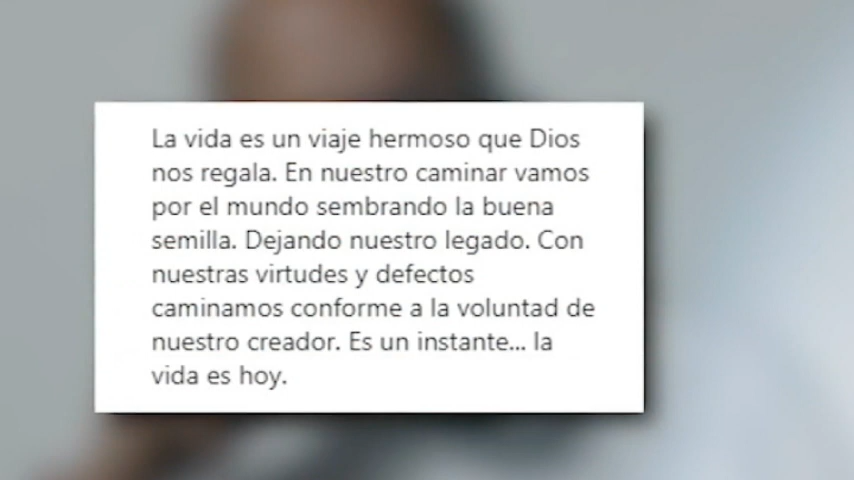 La vida es un viaje hermoso que Dios
nos regala. En nuestro caminar vamos
por el mundo sembrando la buena
semilla. Dejando nuestro legado. Con
nuestras virtudes y defectos
caminamos conforme a la voluntad de
nuestro creador. Es un instante... la
vida es hoy.